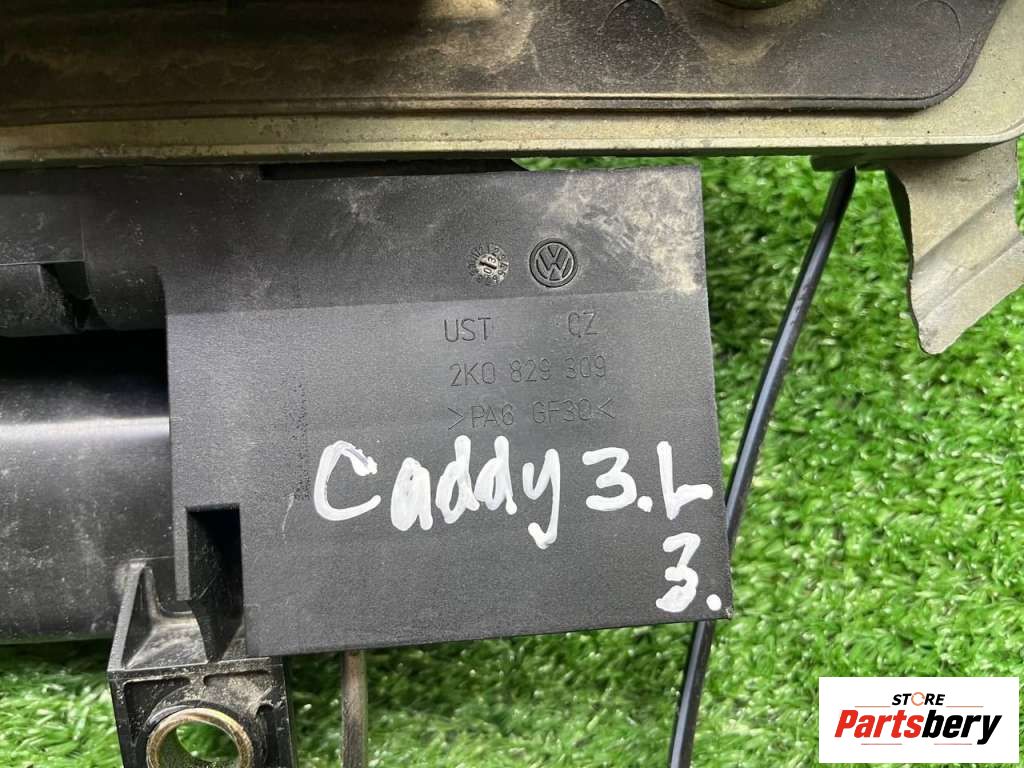 UST CZ
2K0 829 309
>PA6 GF30<
Caddy 3.L
3.
STORE
Partsbery